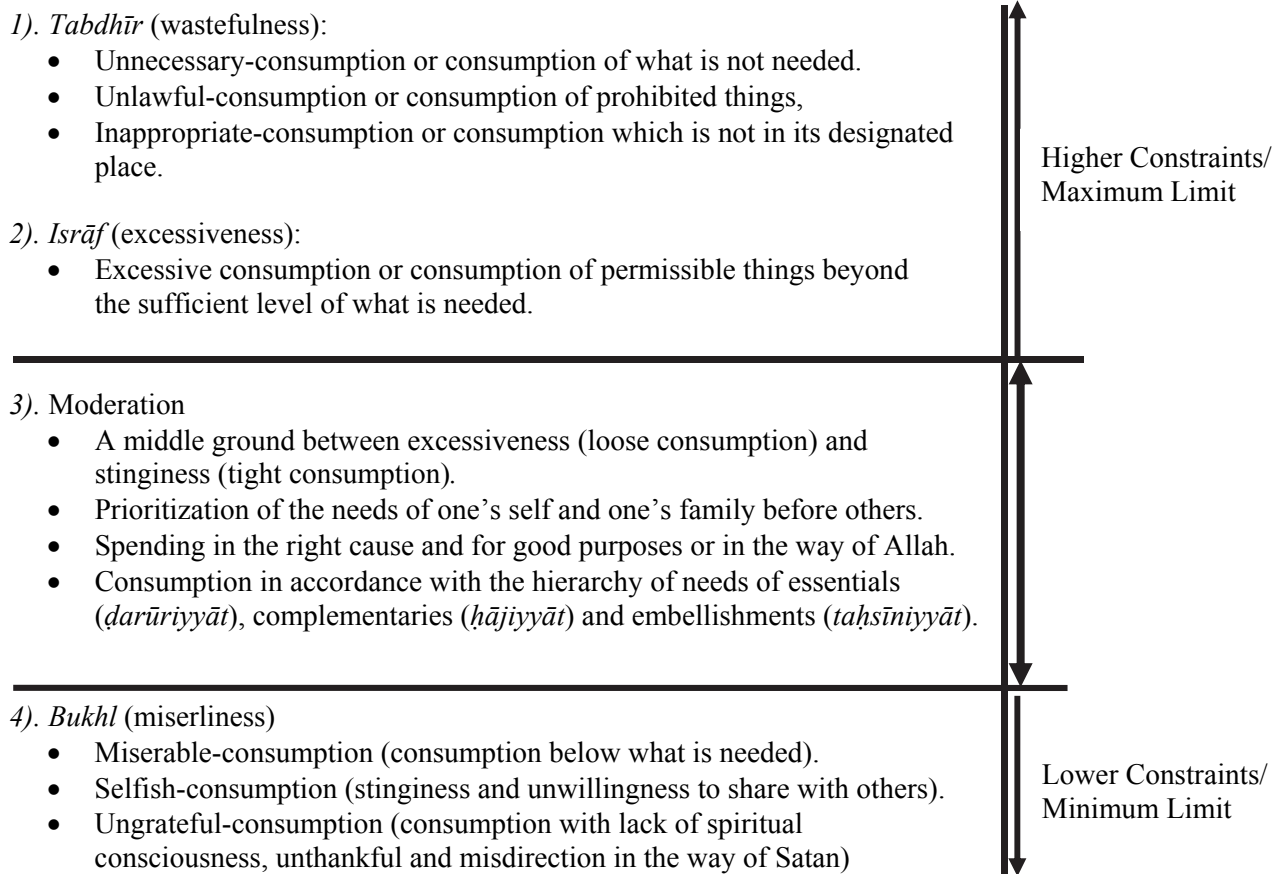 1). Tabdhīr (wastefulness):
• Unnecessary-consumption or consumption of what is not needed.
• Unlawful-consumption or consumption of prohibited things,
• Inappropriate-consumption or consumption which is not in its designated
place.
Higher Constraints/
Maximum Limit
2). Isrāf (excessiveness):
• Excessive consumption or consumption of permissible things beyond
the sufficient level of what is needed.
3). Moderation
• A middle ground between excessiveness (loose consumption) and
stinginess (tight consumption).
• Prioritization of the needs of one’s self and one’s family before others.
• Spending in the right cause and for good purposes or in the way of Allah.
• Consumption in accordance with the hierarchy of needs of essentials
(ḍarūriyyāt), complementaries (ḥājiyyāt) and embellishments (taḥsīniyyāt).
4). Bukhl (miserliness)
• Miserable-consumption (consumption below what is needed).
• Selfish-consumption (stinginess and unwillingness to share with others).
• Ungrateful-consumption (consumption with lack of spiritual
consciousness, unthankful and misdirection in the way of Satan)
Lower Constraints/
Minimum Limit